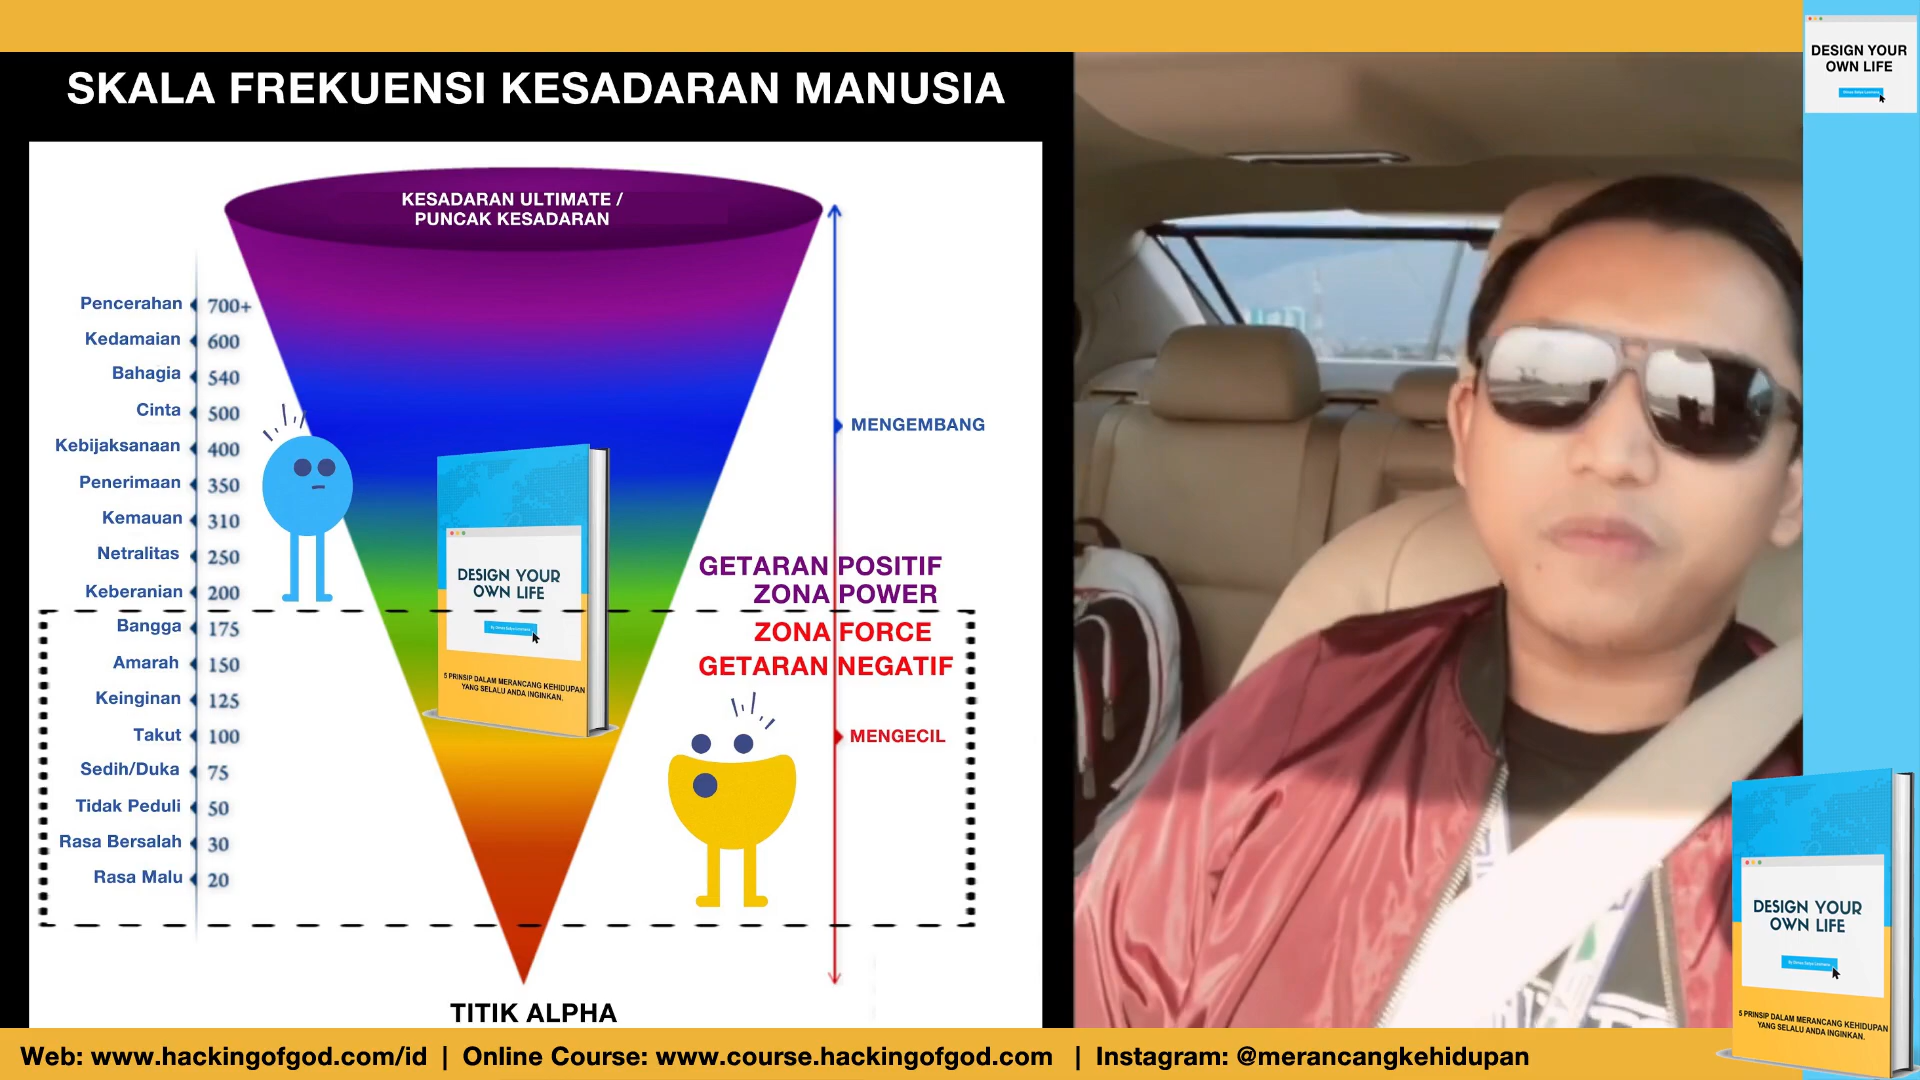 SKALA FREKUENSI KESADARAN MANUSIA
KESADARAN ULTIMATE /
PUNCAK KESADARAN
Pencerahan 700+
Kedamaian 600
Bahagia 540
Cinta 500
Kebijaksanaan 400
Penerimaan 350
Kemauan 310
Netralitas 250
Keberanian 200
Bangga 175
Amarah 150
Keinginan 125
Takut 100
Sedih/Duka 75
Tidak Peduli 50
Rasa Bersalah 30
Rasa Malu 20
MENGEMBANG
GETARAN POSITIF
ZONA POWER
ZONA FORCE
GETARAN NEGATIF
MENGECIL
DESIGN YOUR
OWN LIFE
5 PRINSIP DALAM MERANCANG KEHIDUPAN
YANG SELALU ANDA INGINKAN.
TITIK ALPHA
DESIGN YOUR
OWN LIFE
DESIGN YOUR
OWN LIFE
5 PRINSIP DALAM MERANCANG KEHIDUPAN
YANG SELALU ANDA INGINKAN.
Web: www.hackingofgod.com/id | Online Course: www.course.hackingofgod.com | Instagram: @merancangkehidupan